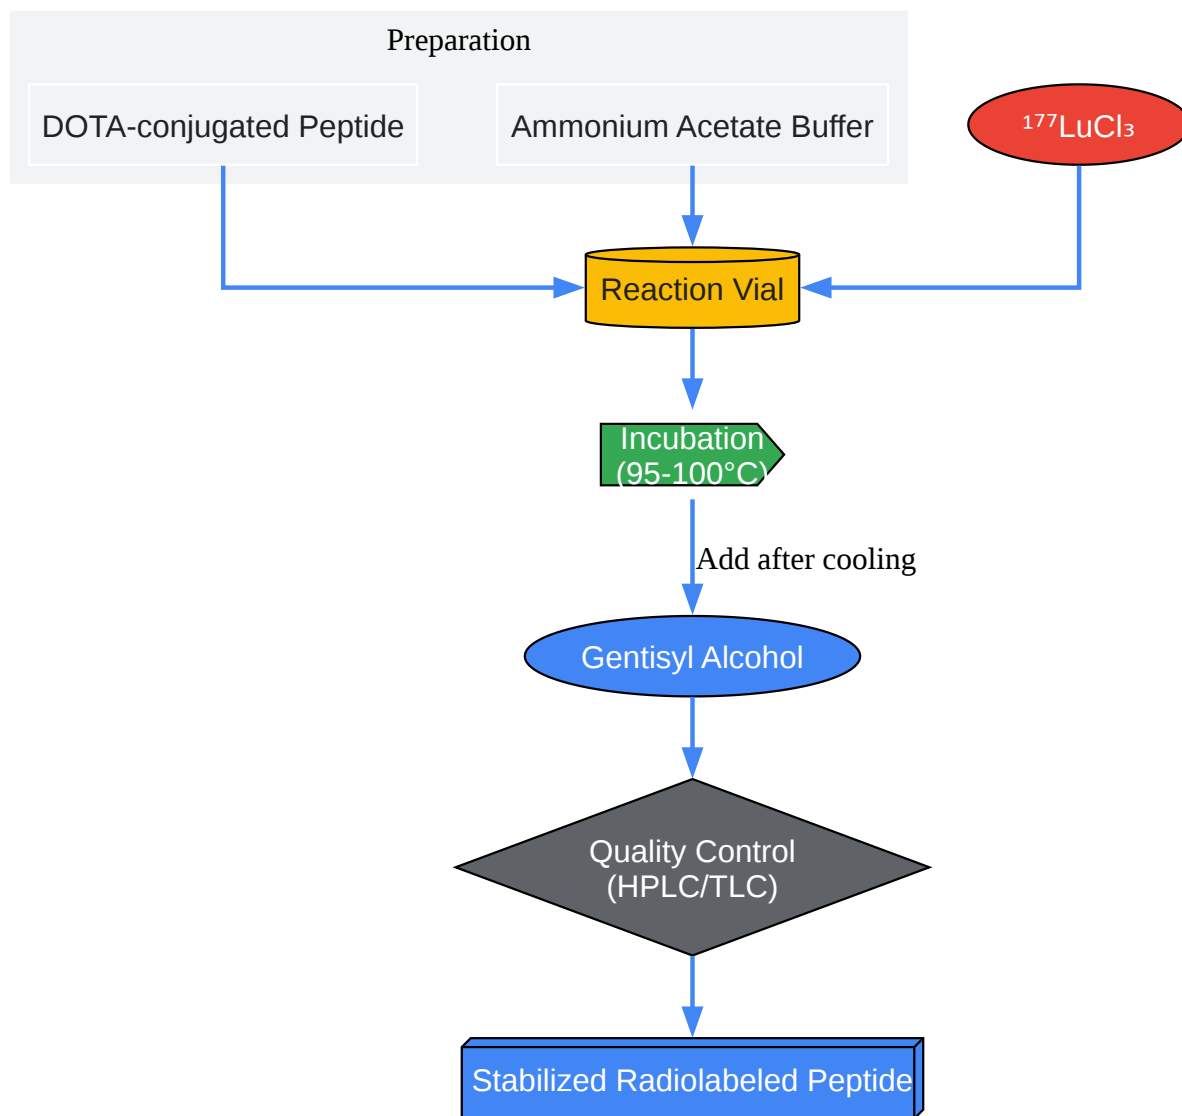 Preparation
DOTA-conjugated Peptide
Ammonium Acetate Buffer
¹⁷⁷LuCl₃
Reaction Vial
Incubation
(95-100°C)
Add after cooling
Gentisyl Alcohol
Quality Control
(HPLC/TLC)
Stabilized Radiolabeled Peptide